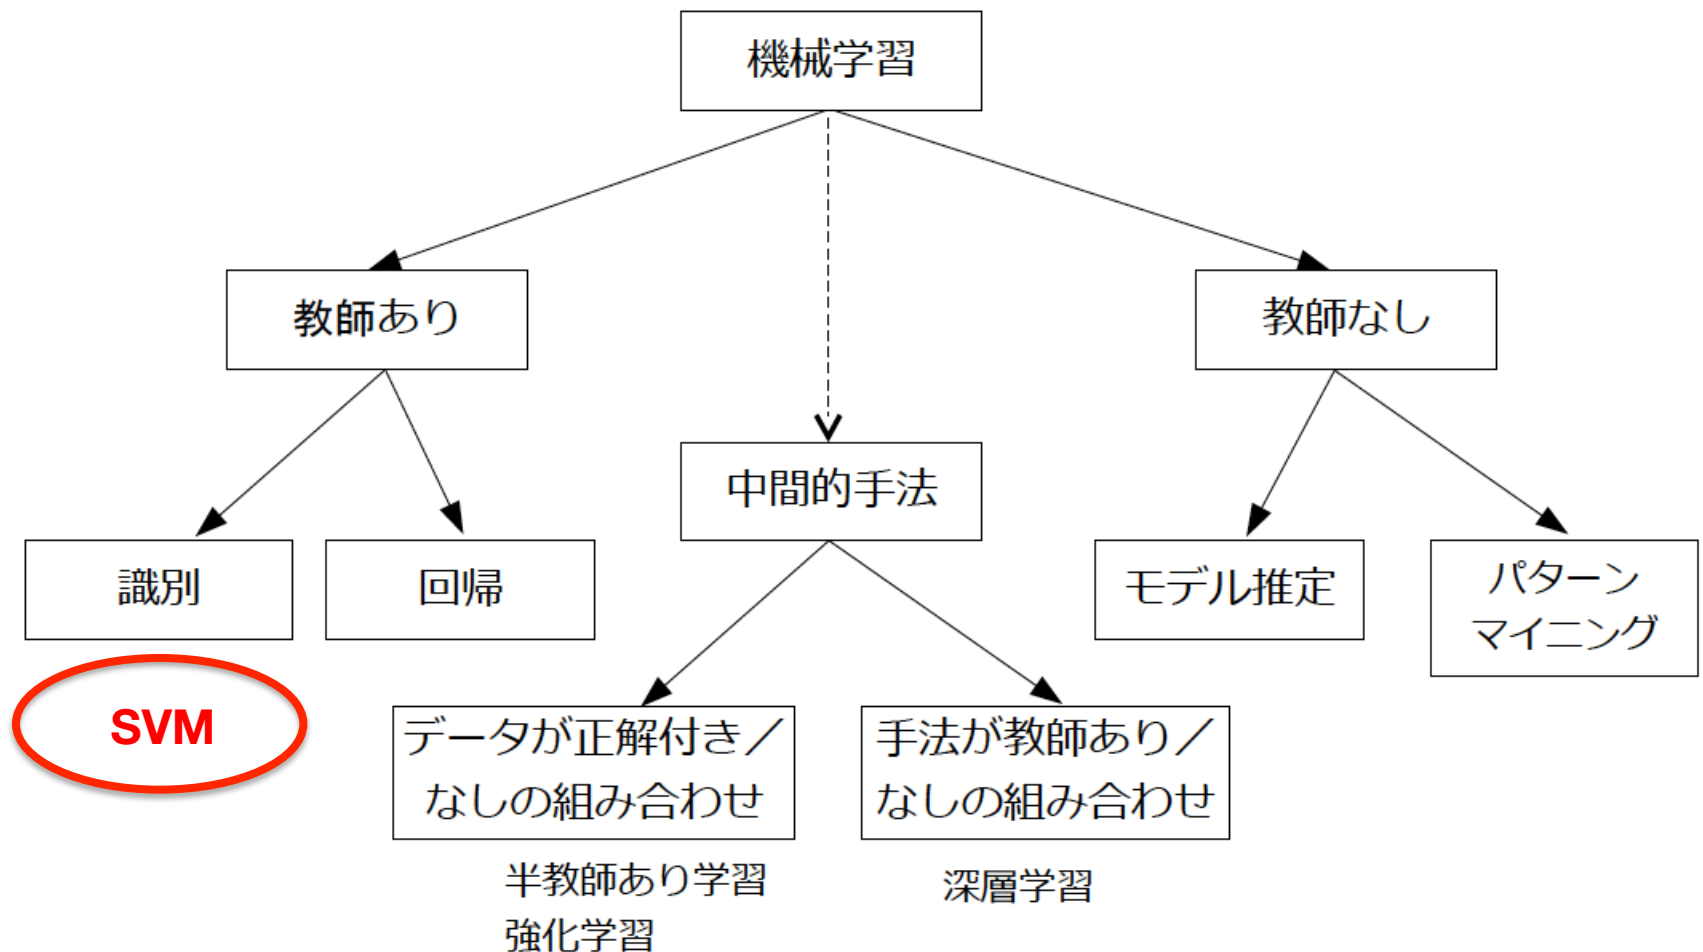 機械学習
教師あり
教師なし
中間的手法
識別
回帰
モデル推定
パターン
マイニング
SVM
データが正解付き／
なしの組み合わせ
手法が教師あり／
なしの組み合わせ
半教師あり学習
強化学習
深層学習